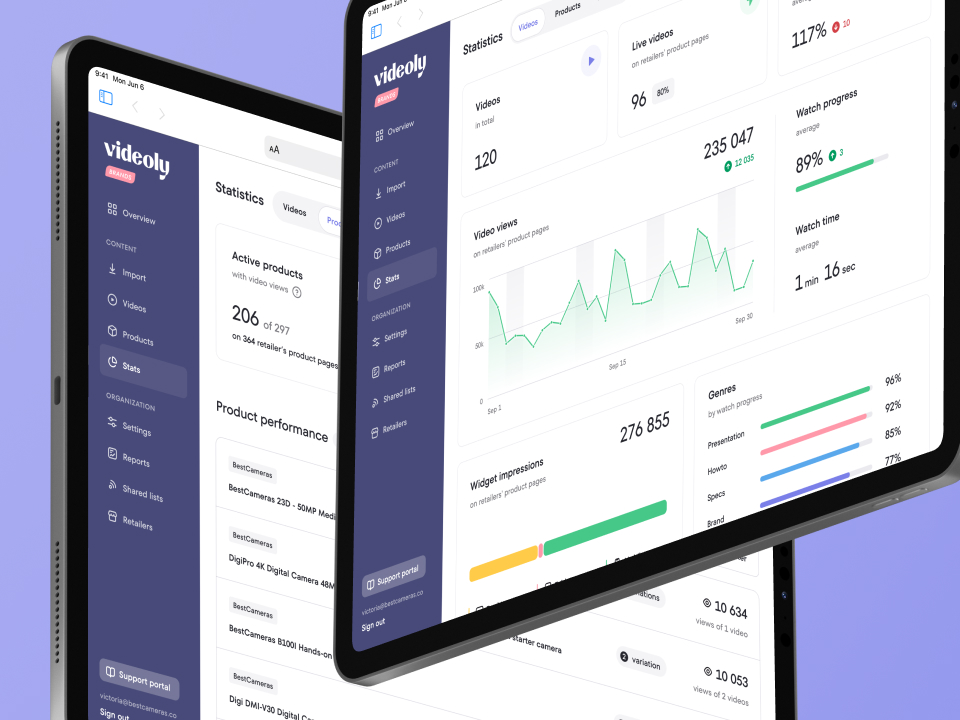 9:41 Mon Jun 6
AA
videoly
BRANDS
Overview
CONTENT
Import
Videos
Products
Stats
ORGANIZATION
Settings
Reports
Shared lists
Retailers
Support portal
victoria@bestcameras.co
Sign out
Statistics
Videos
Active products
with video views ?
206 of 297
on 364 retailer's product pages
Product performance
BestCameras
BestCameras 23D - 50MP
BestCameras
DigiPro 4K Digital Camera 48M
BestCameras
BestCameras B100I Hands-on
BestCameras
Digi DMI-V30 Digital
starter camera
10 634
views of 1 video
2 variation
10 053
views of 2 videos
9:41 Mon Jun 6
videoly
BRANDS
Overview
CONTENT
Import
Videos
Products
Stats
ORGANIZATION
Settings
Reports
Shared lists
Retailers
Support portal
victoria@bestcameras.co
Sign out
Statistics
Videos
Products
Videos
in total
120
Live videos
on retailers' product pages
96 80%
117% 10
Video views
on retailers' product pages
235 047
12 035
100k
50k
0
Sep 1
Sep 15
Sep 30
Watch progress
average
89% 3
Watch time
average
1 min 16 sec
Widget impressions
on retailers' product pages
276 855
Genres
by watch progress
Presentation 96%
Howto 92%
Specs 85%
Brand 77%